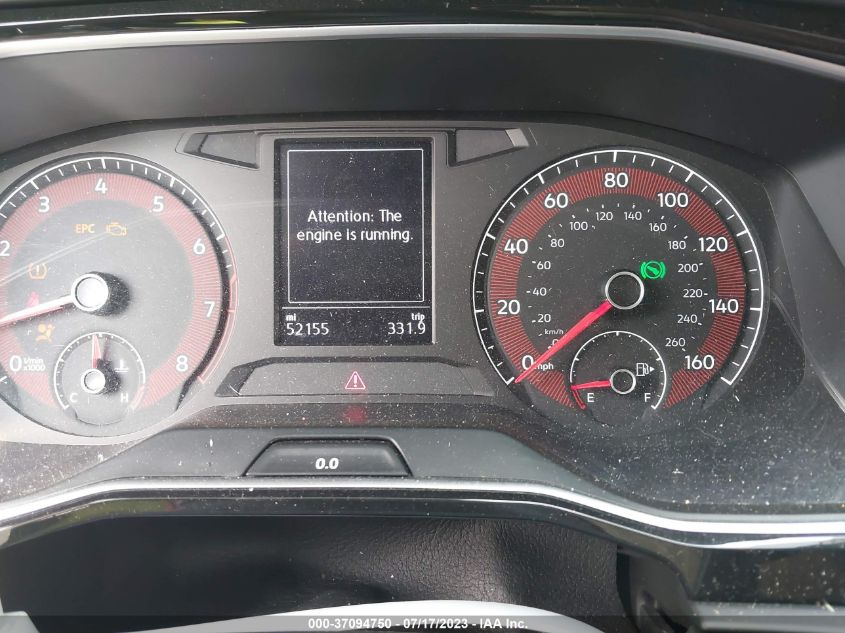 Attention: The
engine is running.
mi
trip
52155
331.9
EPC
2
3
4
5
6
7
8
0
l/min
x1000
C
H
0
20
40
60
80
100
120
140
160
mph
km/h
0
20
40
60
80
100
120
140
160
180
200
220
240
260
E
F
0.0
000-37094750 - 07/17/2023 - IAA Inc.